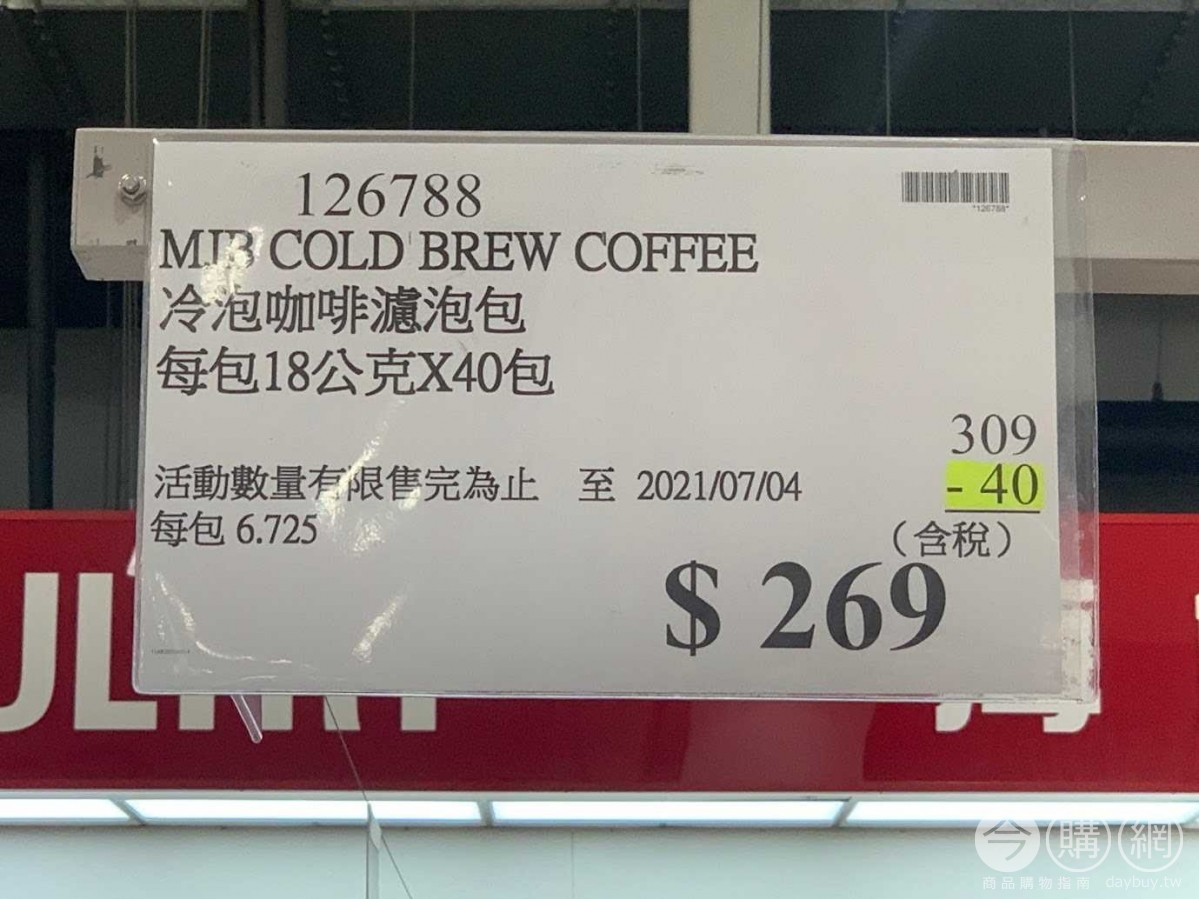 126788
*126788*
MJB COLD BREW COFFEE
冷泡咖啡濾泡包
每包18公克X40包
309
- 40
活動數量有限售完為止 至 2021/07/04
每包 6.725
(含稅)
$ 269
ULTRY
今購網
商品購物指南 daybuy.tw